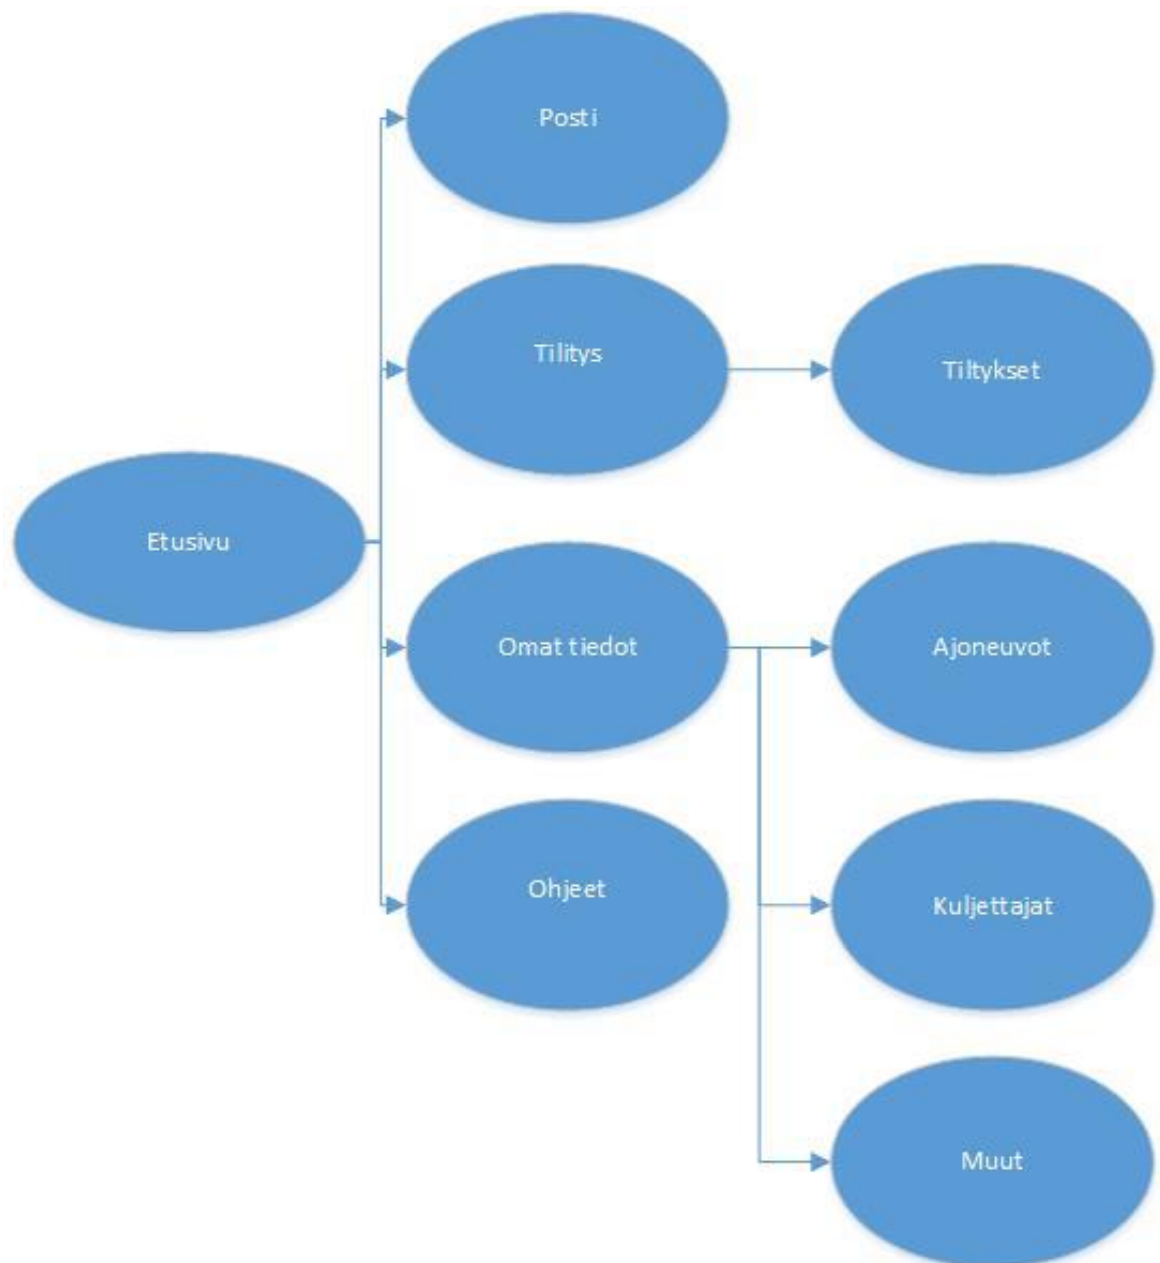 Posti
Tilitys
Tiltykset
Etusivu
Omat tiedot
Ajoneuvot
Ohjeet
Kuljettajat
Muut